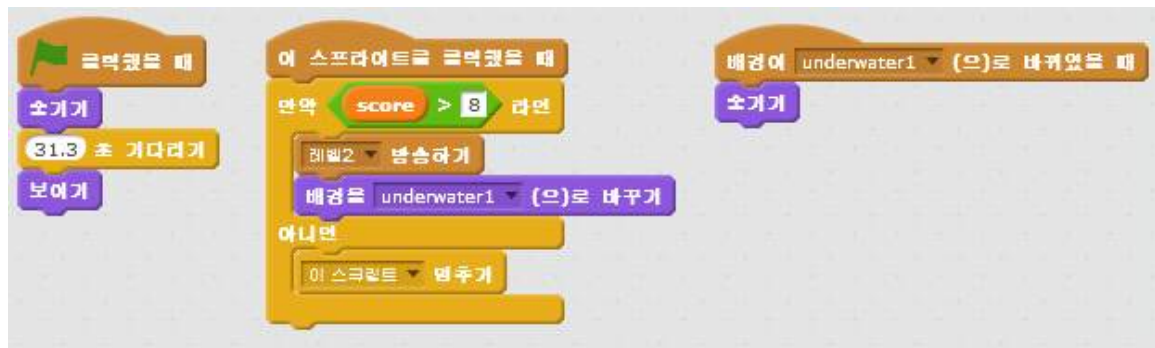 클릭했을 때
숨기기
31.3 초 기다리기
보이기
이 스프라이트를 클릭했을 때
만약 score > 8 라면
레벨2 방송하기
배경을 underwater1 (으)로 바꾸기
아니면
이 스크립트 멈추기
배경이 underwater1 (으)로 바뀌었을 때
숨기기